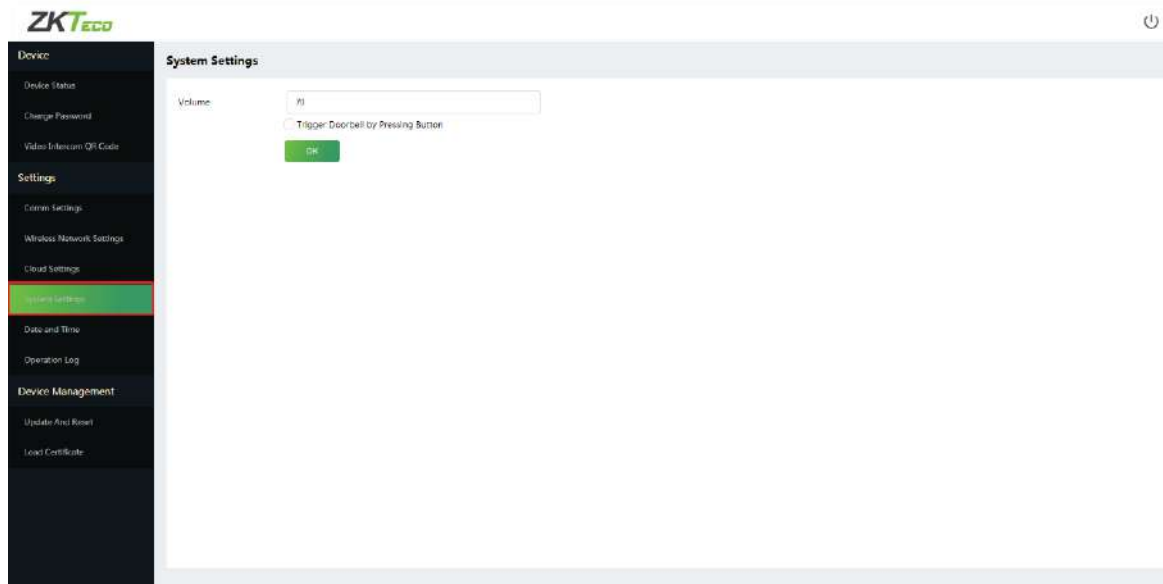 ZKTeco
Device
System Settings
Device Status
Volume
70
Change Password
Trigger Doorbell by Pressing Button
Video Intercom QR Code
OK
Settings
Comm Settings
Wireless Network Settings
Cloud Settings
System Settings
Date and Time
Operation Log
Device Management
Update And Reset
Load Certificate